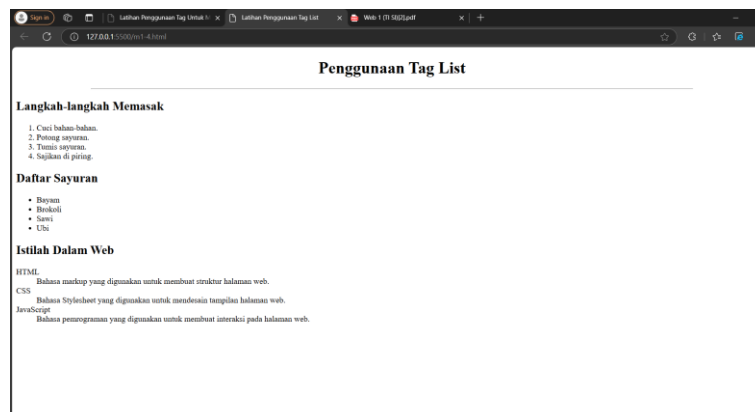 Sign in
Latihan Penggunaan Tag Untuk
Latihan Penggunaan Tag List
Web 1 (TI SI)[2].pdf
127.0.0.1:5500/m1-4.html
Penggunaan Tag List
Langkah-langkah Memasak
1. Cuci bahan-bahan.
2. Potong sayuran.
3. Tumis sayuran.
4. Sajikan di piring.
Daftar Sayuran
• Bayam
• Brokoli
• Sawi
• Ubi
Istilah Dalam Web
HTML
Bahasa markup yang digunakan untuk membuat struktur halaman web.
CSS
Bahasa Stylesheet yang digunakan untuk mendesain tampilan halaman web.
JavaScript
Bahasa pemrograman yang digunakan untuk membuat interaksi pada halaman web.